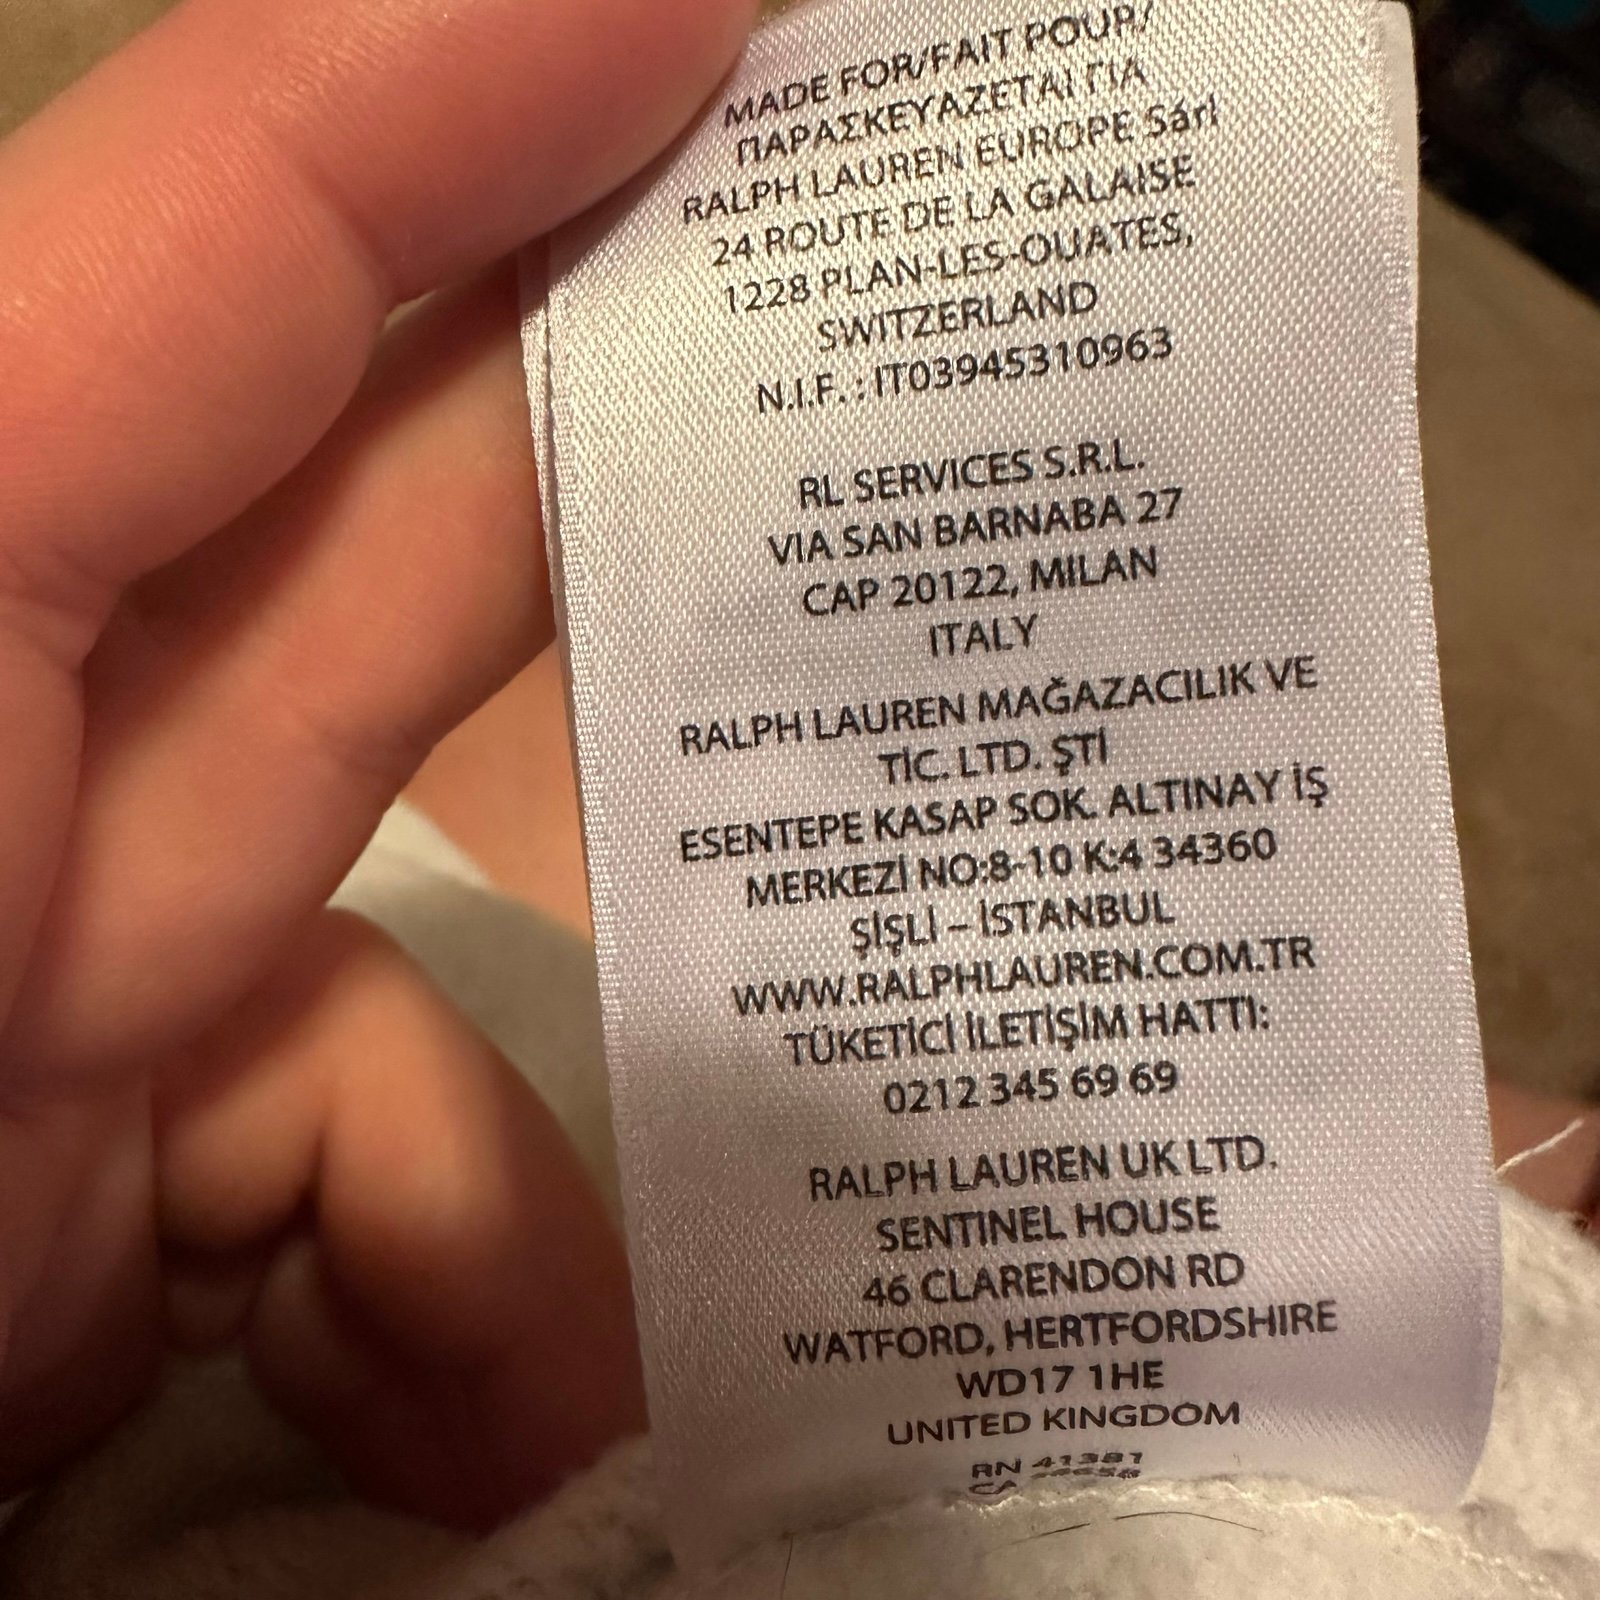 MADE FOR/FAIT POUR/
ΠΑΡΑΣΚΕΥΑΖΕΤΑΙ ΓΙΑ
RALPH LAUREN EUROPE Sárl
24 ROUTE DE LA GALAISE
1228 PLAN-LES-OUATES,
SWITZERLAND
N.I.F. : IT03945310963
RL SERVICES S.R.L.
VIA SAN BARNABA 27
CAP 20122, MILAN
ITALY
RALPH LAUREN MAĞAZACILIK VE
TİC. LTD. ŞTİ
ESENTEPE KASAP SOK. ALTINAY İŞ
MERKEZİ NO:8-10 K:4 34360
ŞİŞLİ – İSTANBUL
WWW.RALPHLAUREN.COM.TR
TÜKETİCİ İLETİŞİM HATTI:
0212 345 69 69
RALPH LAUREN UK LTD.
SENTINEL HOUSE
46 CLARENDON RD
WATFORD, HERTFORDSHIRE
WD17 1HE
UNITED KINGDOM
RN 41381
CA